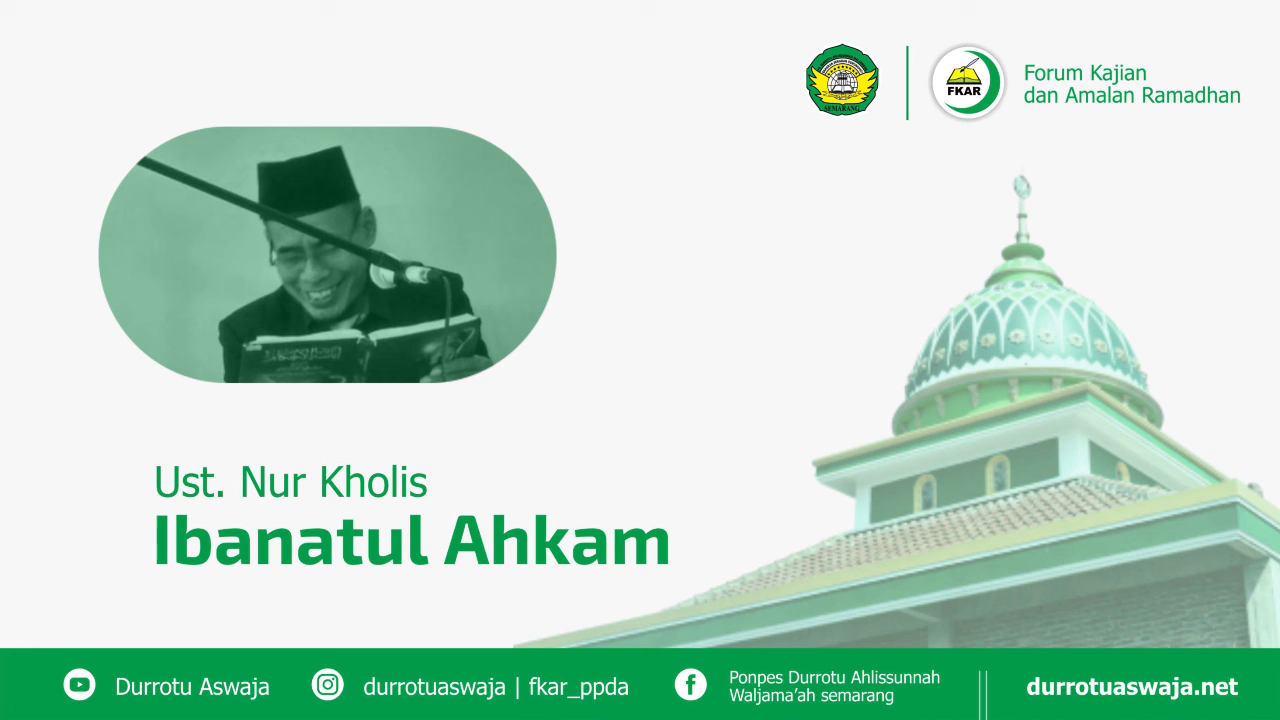 SEMARANG
FKAR
Forum Kajian
dan Amalan Ramadhan
Ust. Nur Kholis
Ibanatul Ahkam
Durrotu Aswaja
durrotuaswaja | fkar_ppda
Ponpes Durrotu Ahlissunnah
Waljama’ah semarang
durrotuaswaja.net